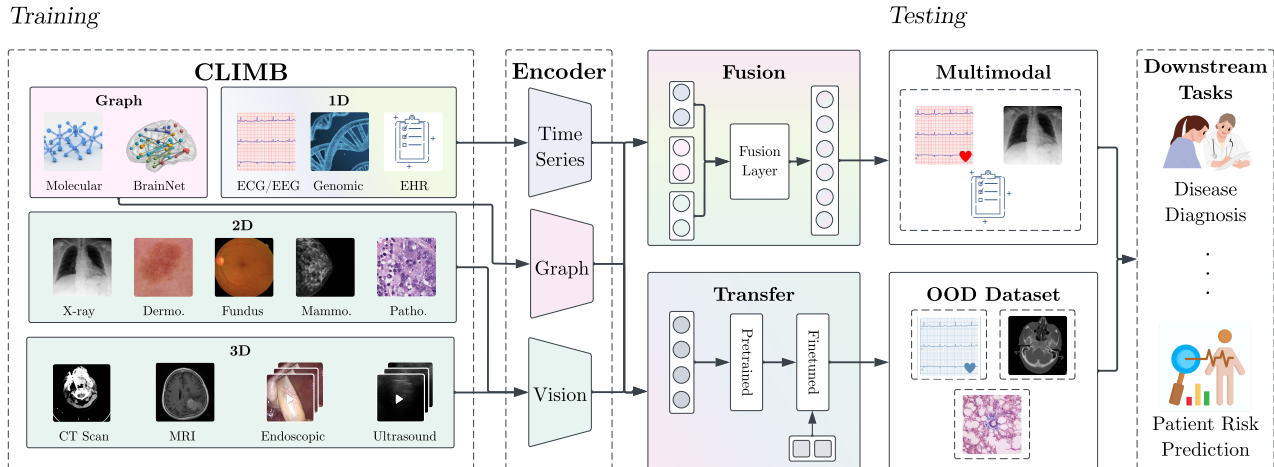 Training
Testing
CLIMB
Graph
Molecular
BrainNet
1D
ECG/EEG
Genomic
EHR
2D
X-ray
Dermo.
Fundus
Mammo.
Patho.
3D
CT Scan
MRI
Endoscopic
Ultrasound
Encoder
Time
Series
Graph
Vision
Fusion
Fusion
Layer
Transfer
Pretrained
Finetuned
Multimodal
OOD Dataset
Downstream
Tasks
Disease
Diagnosis
Patient Risk
Prediction